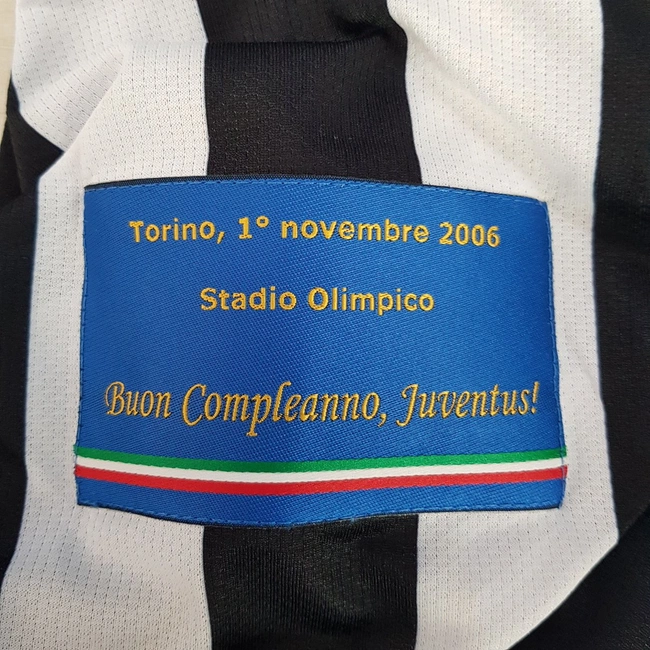 Torino, 1° novembre 2006
Stadio Olimpico
Buon Compleanno, Juventus!